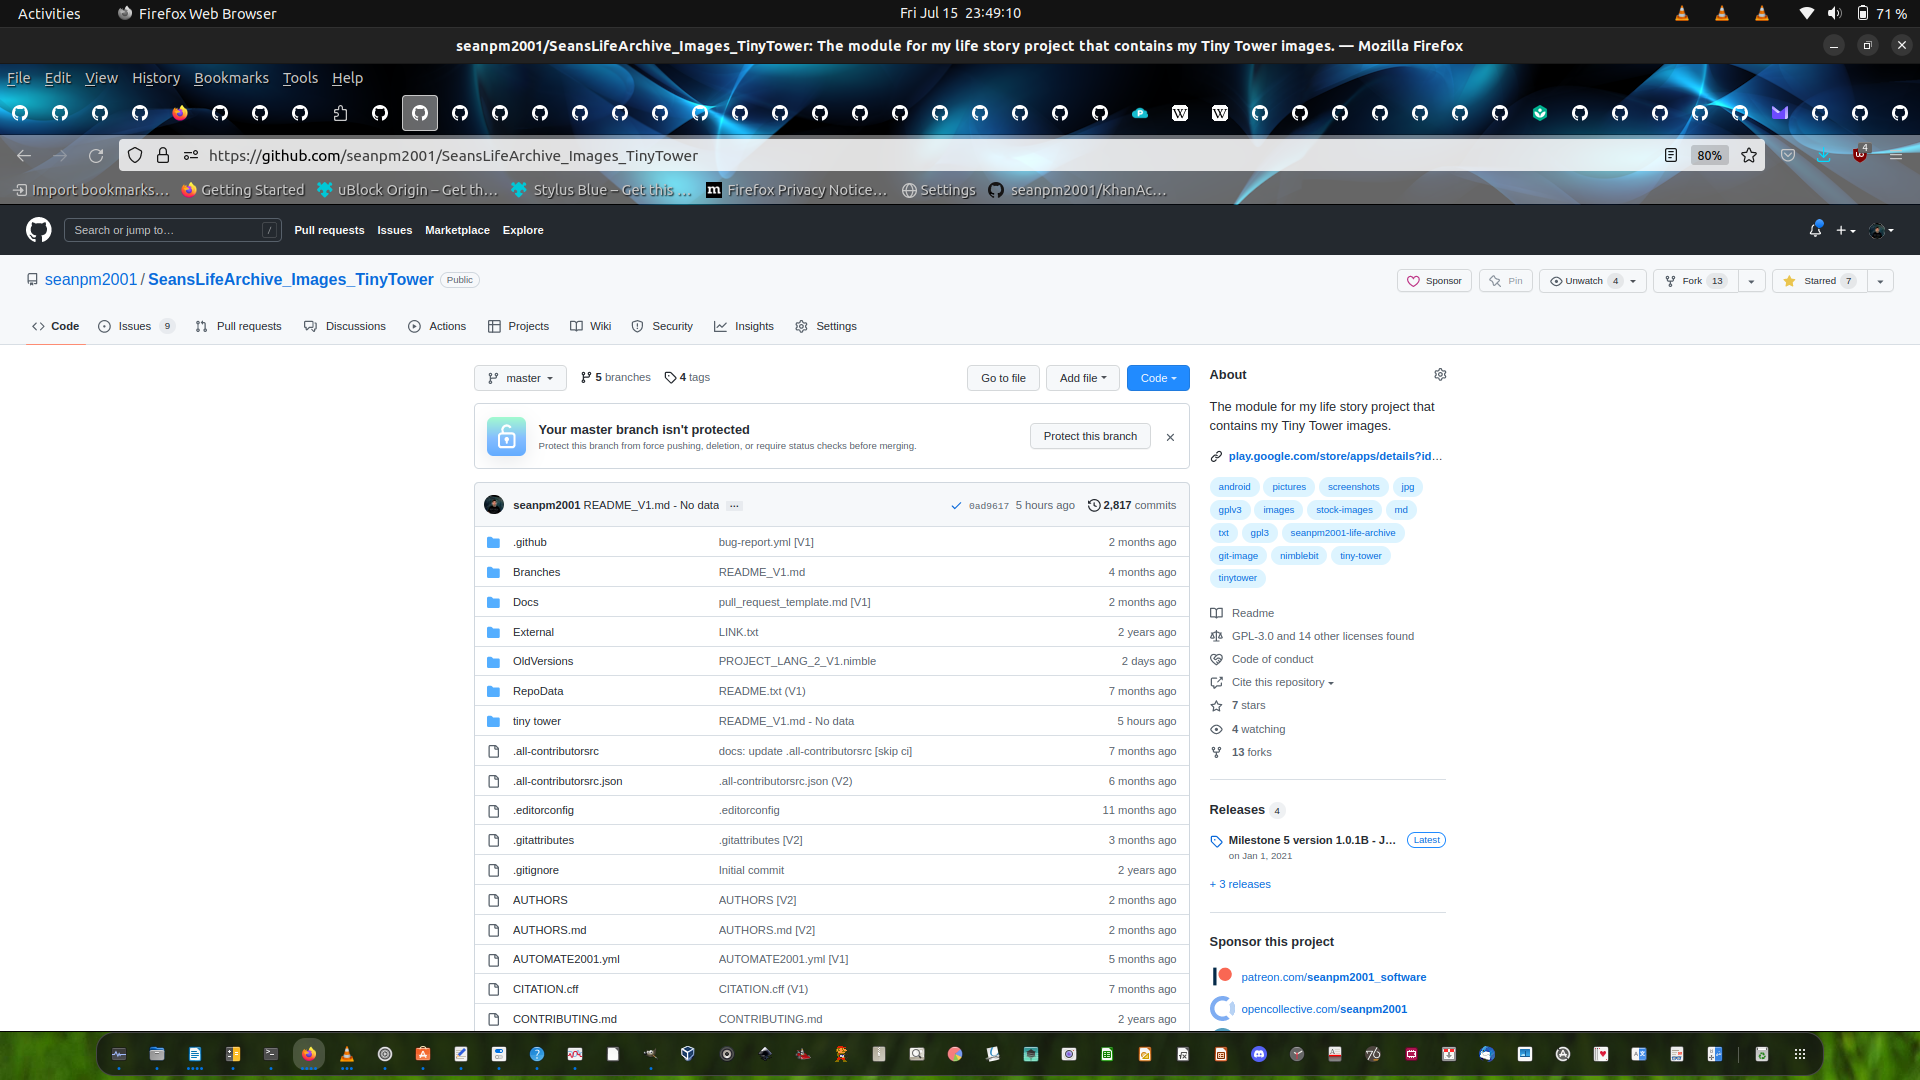 Activities Firefox Web Browser Fri Jul 15 23:49:10 71 %
seanpm2001/SeansLifeArchive_Images_TinyTower: The module for my life story project that contains my Tiny Tower images. — Mozilla Firefox
File Edit View History Bookmarks Tools Help
https://github.com/seanpm2001/SeansLifeArchive_Images_TinyTower 80% 4
Import bookmarks… Getting Started uBlock Origin – Get th… Stylus Blue – Get this … Firefox Privacy Notice… Settings seanpm2001/KhanAc…
Search or jump to… / Pull requests Issues Marketplace Explore
seanpm2001 / SeansLifeArchive_Images_TinyTower Public Sponsor Pin Unwatch 4 Fork 13 Starred 7
Code Issues 9 Pull requests Discussions Actions Projects Wiki Security Insights Settings
master 5 branches 4 tags Go to file Add file Code
Your master branch isn't protected
Protect this branch from force pushing, deletion, or require status checks before merging.
Protect this branch
seanpm2001 README_V1.md - No data … 0ad9617 5 hours ago 2,817 commits
.github bug-report.yml [V1] 2 months ago
Branches README_V1.md 4 months ago
Docs pull_request_template.md [V1] 2 months ago
External LINK.txt 2 years ago
OldVersions PROJECT_LANG_2_V1.nimble 2 days ago
RepoData README.txt (V1) 7 months ago
tiny tower README_V1.md - No data 5 hours ago
.all-contributorsrc docs: update .all-contributorsrc [skip ci] 7 months ago
.all-contributorsrc.json .all-contributorsrc.json (V2) 6 months ago
.editorconfig .editorconfig 11 months ago
.gitattributes .gitattributes [V2] 3 months ago
.gitignore Initial commit 2 years ago
AUTHORS AUTHORS [V2] 2 months ago
AUTHORS.md AUTHORS.md [V2] 2 months ago
AUTOMATE2001.yml AUTOMATE2001.yml [V1] 5 months ago
CITATION.cff CITATION.cff (V1) 7 months ago
CONTRIBUTING.md CONTRIBUTING.md 2 years ago
About
The module for my life story project that
contains my Tiny Tower images.
play.google.com/store/apps/details?id…
android pictures screenshots jpg
gplv3 images stock-images md
txt gpl3 seanpm2001-life-archive
git-image nimblebit tiny-tower
tinytower
Readme
GPL-3.0 and 14 other licenses found
Code of conduct
Cite this repository
7 stars
4 watching
13 forks
Releases 4
Milestone 5 version 1.0.1B - J… Latest
on Jan 1, 2021
+ 3 releases
Sponsor this project
patreon.com/seanpm2001_software
opencollective.com/seanpm2001